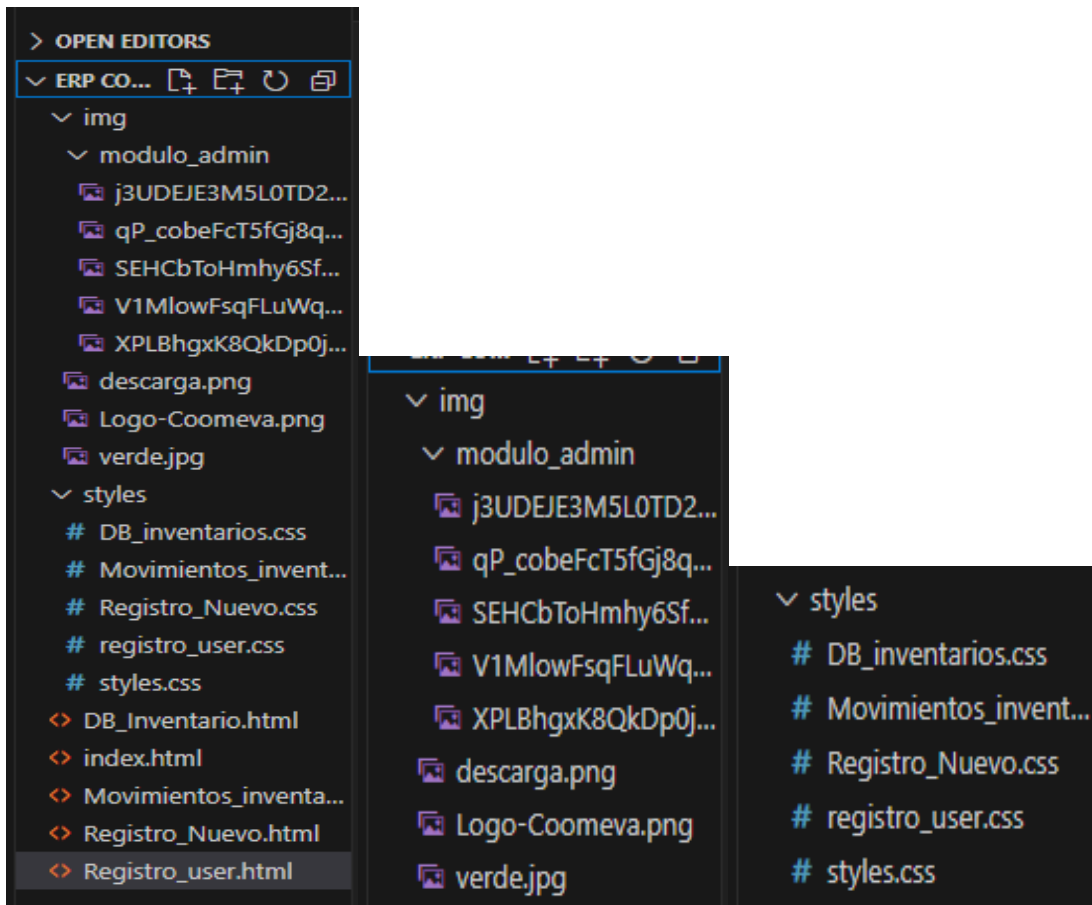 OPEN EDITORS
ERP CO...
img
modulo_admin
j3UDEJE3M5L0TD2...
qP_cobeFcT5fGj8q...
SEHCbToHmhy6Sf...
V1MlowFsqFLuWq...
XPLBhgxK8QkDp0j...
descarga.png
Logo-Coomeva.png
verde.jpg
styles
# DB_inventarios.css
# Movimientos_invent...
# Registro_Nuevo.css
# registro_user.css
# styles.css
<> DB_Inventario.html
<> index.html
<> Movimientos_inventa...
<> Registro_Nuevo.html
<> Registro_user.html
img
modulo_admin
j3UDEJE3M5L0TD2...
qP_cobeFcT5fGj8q...
SEHCbToHmhy6Sf...
V1MlowFsqFLuWq...
XPLBhgxK8QkDp0j...
descarga.png
Logo-Coomeva.png
verde.jpg
styles
# DB_inventarios.css
# Movimientos_invent...
# Registro_Nuevo.css
# registro_user.css
# styles.css